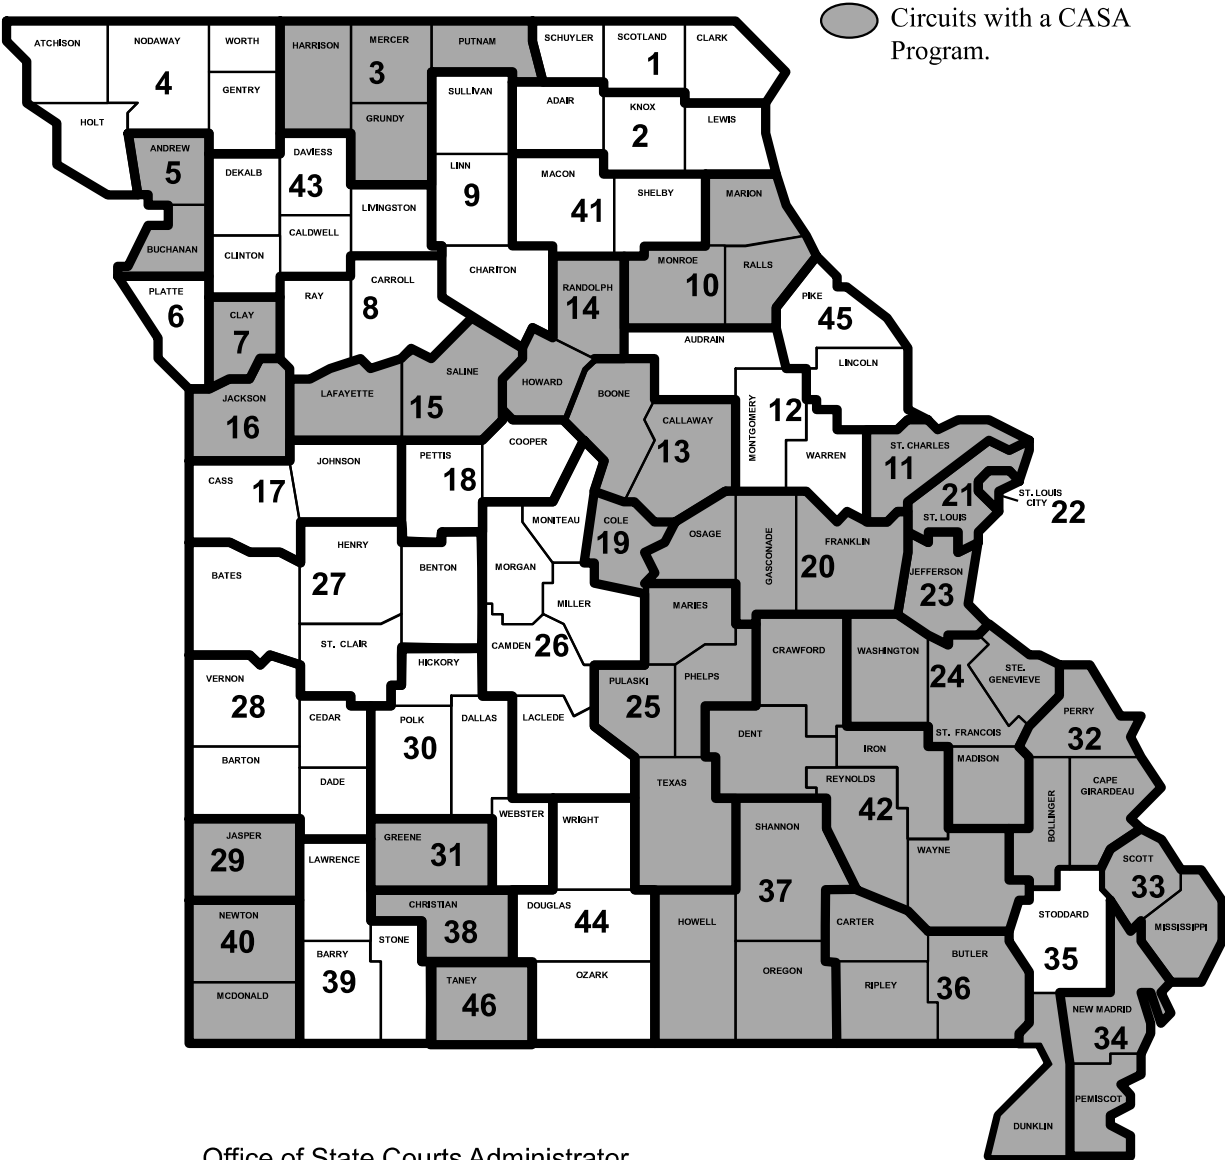 Circuits with a CASA
Program.
ATCHISON
NODAWAY
WORTH
HARRISON
MERCER
PUTNAM
SCHUYLER
SCOTLAND
CLARK
4
3
1
GENTRY
SULLIVAN
ADAIR
KNOX
2
LEWIS
HOLT
GRUNDY
ANDREW
5
DEKALB
DAVIESS
43
LINN
9
MACON
41
SHELBY
MARION
LIVINGSTON
CALDWELL
BUCHANAN
CLINTON
CHARITON
MONROE
10
RALLS
PLATTE
6
RAY
CARROLL
8
RANDOLPH
14
PIKE
45
CLAY
7
AUDRAIN
LINCOLN
JACKSON
16
LAFAYETTE
SALINE
15
HOWARD
BOONE
CALLAWAY
13
MONTGOMERY
12
WARREN
ST. CHARLES
11
COOPER
PETTIS
18
JOHNSON
CASS
17
21
ST. LOUIS
ST. LOUIS
CITY
22
MONITEAU
COLE
19
OSAGE
GASCONADE
FRANKLIN
20
JEFFERSON
23
HENRY
27
BATES
BENTON
MORGAN
MILLER
MARIES
ST. CLAIR
CAMDEN
26
HICKORY
PULASKI
25
PHELPS
CRAWFORD
WASHINGTON
24
STE.
GENEVIEVE
VERNON
28
CEDAR
POLK
30
DALLAS
LACLEDE
DENT
ST. FRANCOIS
PERRY
32
IRON
MADISON
BARTON
DADE
TEXAS
REYNOLDS
42
BOLLINGER
CAPE
GIRARDEAU
WEBSTER
WRIGHT
SHANNON
37
WAYNE
JASPER
29
GREENE
31
LAWRENCE
SCOTT
33
NEWTON
40
CHRISTIAN
38
DOUGLAS
44
HOWELL
CARTER
STODDARD
35
MISSISSIPPI
STONE
BARRY
39
BUTLER
36
MCDONALD
TANEY
46
OZARK
OREGON
RIPLEY
NEW MADRID
34
PEMISCOT
DUNKLIN
Office of State Courts Administrator